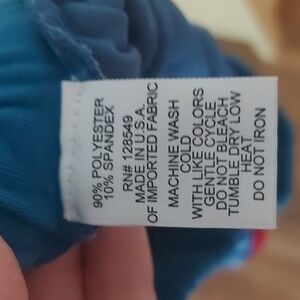 90% POLYESTER
10% SPANDEX
RN# 128549
MADE IN U.S.A.
OF IMPORTED FABRIC
MACHINE WASH
COLD
WITH LIKE COLORS
GENTLE CYCLE
DO NOT BLEACH
TUMBLE DRY LOW
HEAT
DO NOT IRON